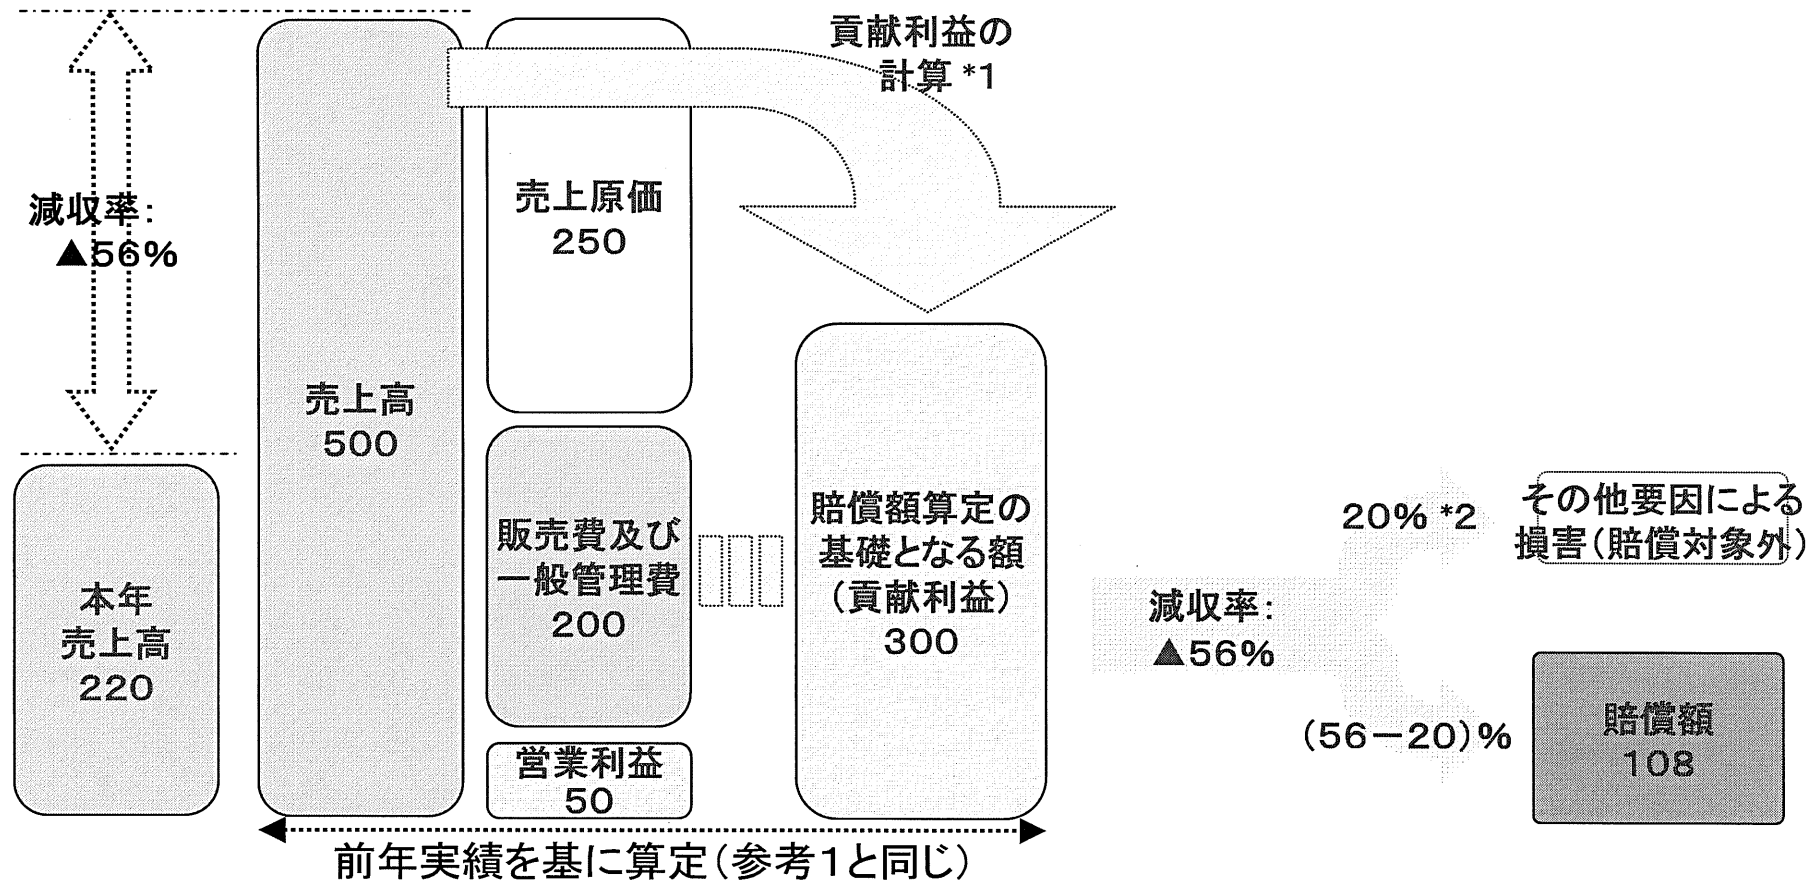 貢献利益の
計算 *1
減収率：
▲56%
売上原価
250
売上高
500
本年
売上高
220
販売費及び
一般管理費
200
営業利益
50
賠償額算定の
基礎となる額
（貢献利益）
300
減収率：
▲56%
20% *2
その他要因による
損害（賠償対象外）
（56－20）%
賠償額
108
前年実績を基に算定（参考1と同じ）